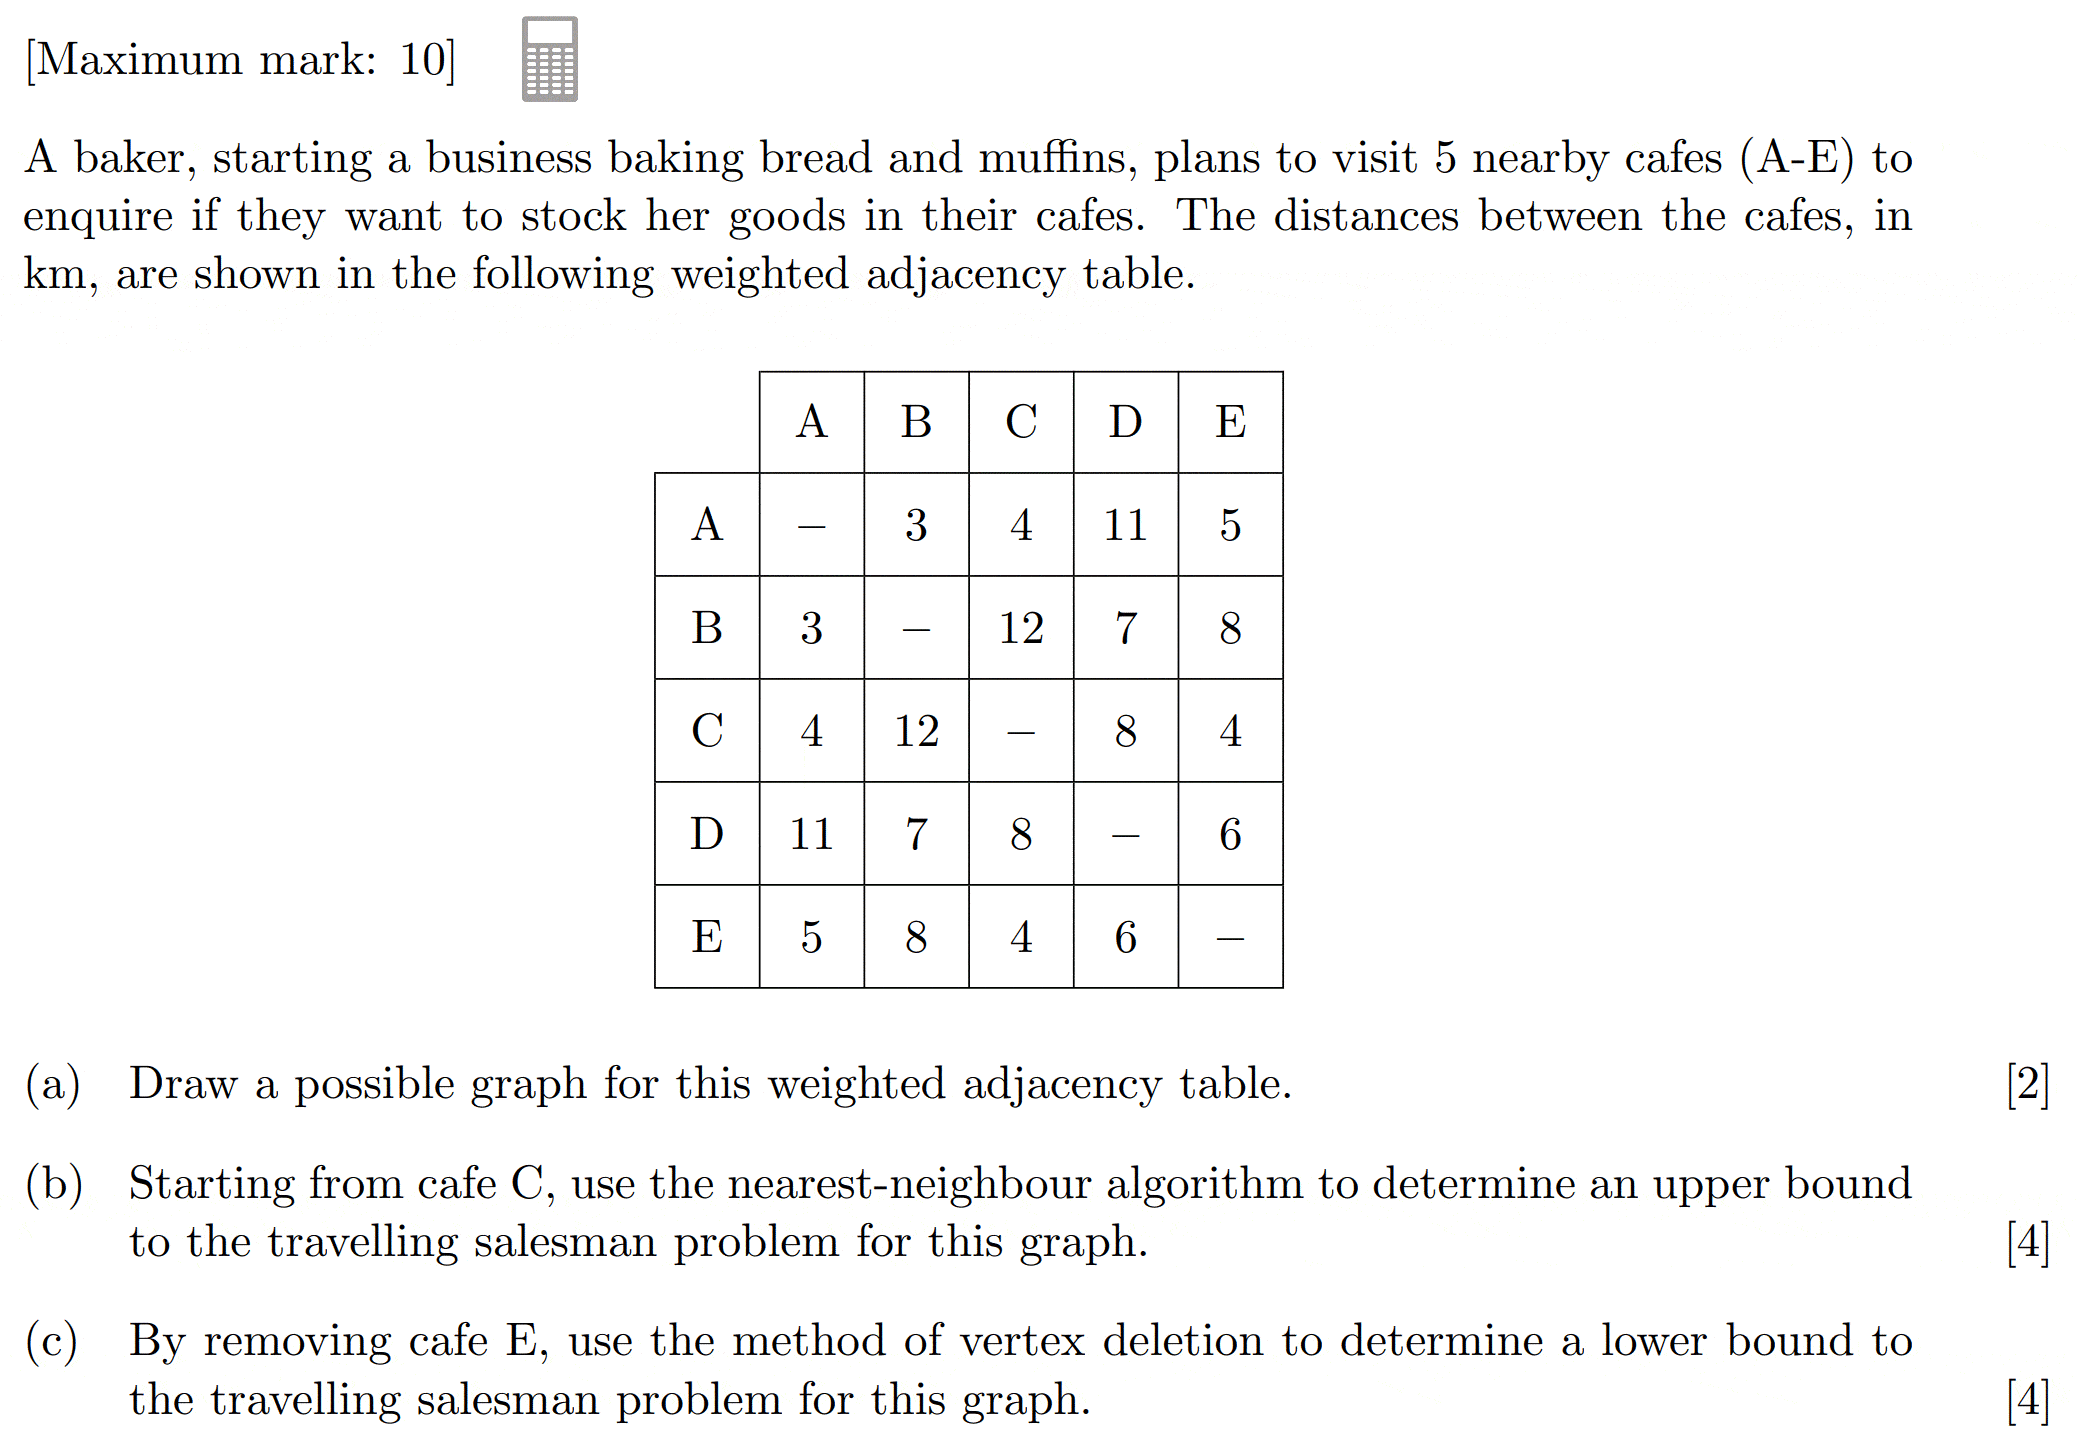 [Maximum mark: 10]
A baker, starting a business baking bread and muffins, plans to visit 5 nearby cafes (A-E) to
enquire if they want to stock her goods in their cafes. The distances between the cafes, in
km, are shown in the following weighted adjacency table.
A B C D E
A – 3 4 11 5
B 3 – 12 7 8
C 4 12 – 8 4
D 11 7 8 – 6
E 5 8 4 6 –
(a) Draw a possible graph for this weighted adjacency table. [2]
(b) Starting from cafe C, use the nearest-neighbour algorithm to determine an upper bound
to the travelling salesman problem for this graph. [4]
(c) By removing cafe E, use the method of vertex deletion to determine a lower bound to
the travelling salesman problem for this graph. [4]